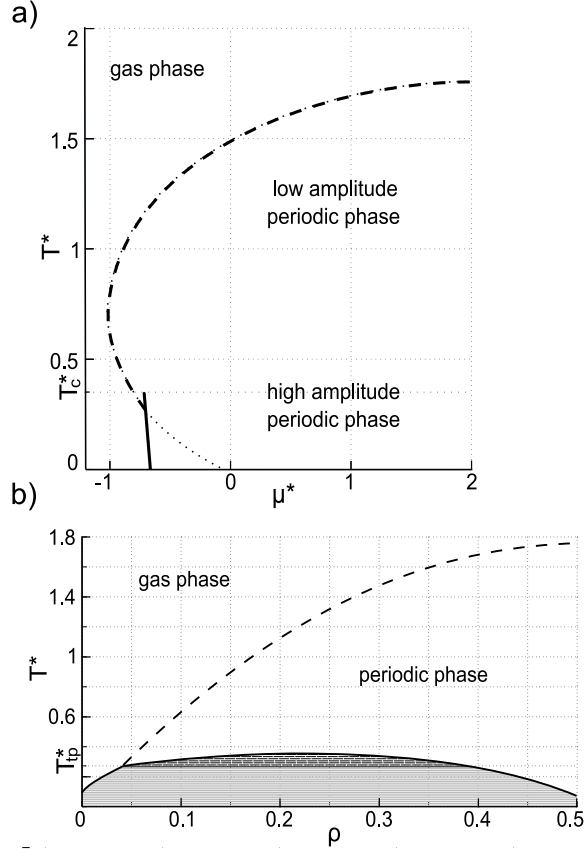 a)
2
gas phase
1.5
low amplitude
periodic phase
T*
1
0.5
T*c
high amplitude
periodic phase
0
-1
0
1
2
μ*
b)
1.8
gas phase
1.4
T*
1
periodic phase
0.6
T*tp
0
0.1
0.2
0.3
0.4
0.5
ρ